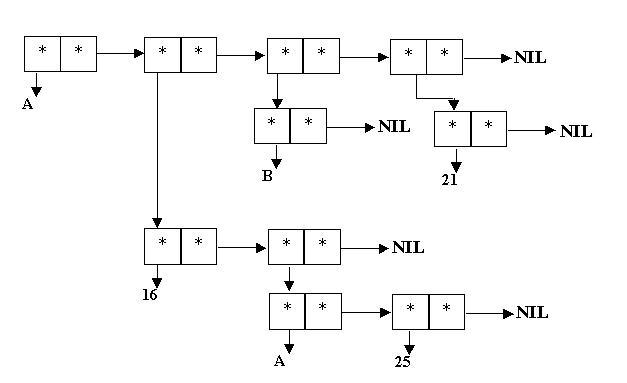 * * * * * * * * NIL
A
* * NIL * * NIL
B 21
* * * * NIL
16
* * * * NIL
A 25